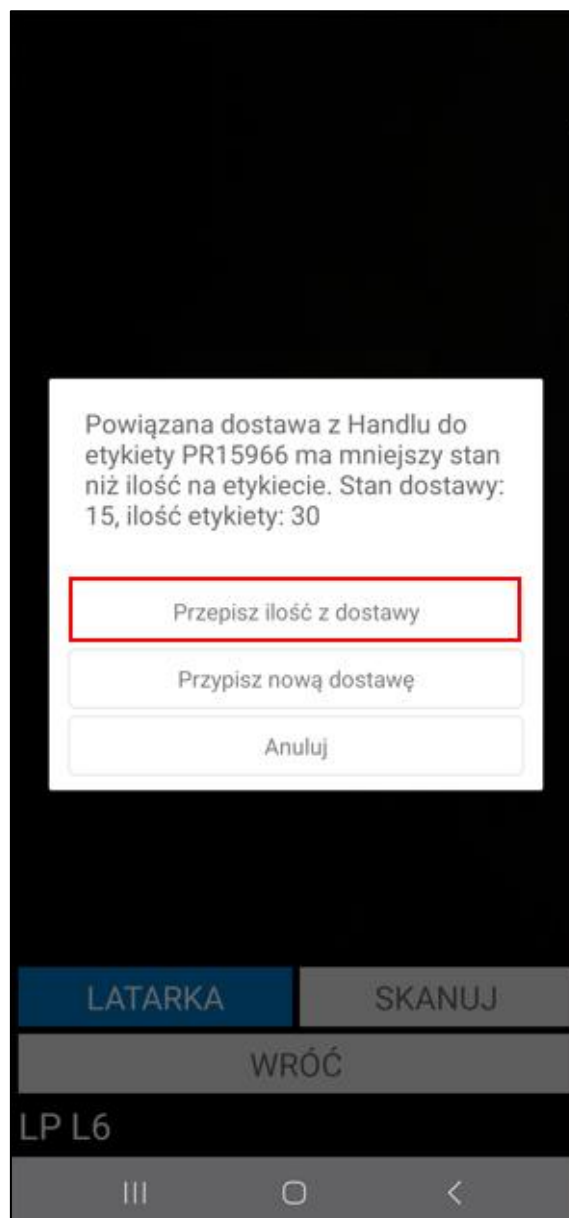 Powiązana dostawa z Handlu do
etykiety PR15966 ma mniejszy stan
niż ilość na etykiecie. Stan dostawy:
15, ilość etykiety: 30
Przepisz ilość z dostawy
Przypisz nową dostawę
Anuluj
LATARKA
SKANUJ
WRÓĆ
LP L6